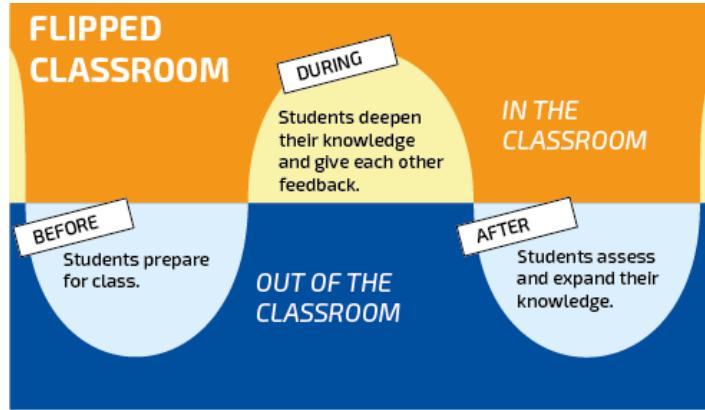 FLIPPED
CLASSROOM
DURING
Students deepen
their knowledge
and give each other
feedback.
IN THE
CLASSROOM
BEFORE
Students prepare
for class.
OUT OF THE
CLASSROOM
AFTER
Students assess
and expand their
knowledge.